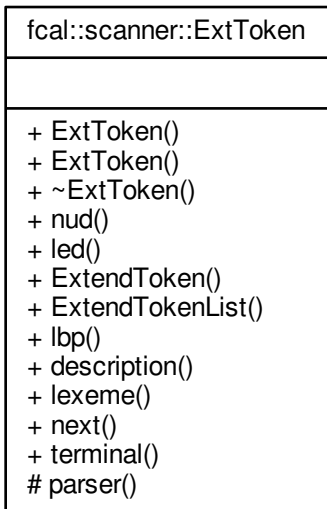 fcal::scanner::ExtToken
+ ExtToken()
+ ExtToken()
+ ~ExtToken()
+ nud()
+ led()
+ ExtendToken()
+ ExtendTokenList()
+ lbp()
+ description()
+ lexeme()
+ next()
+ terminal()
# parser()